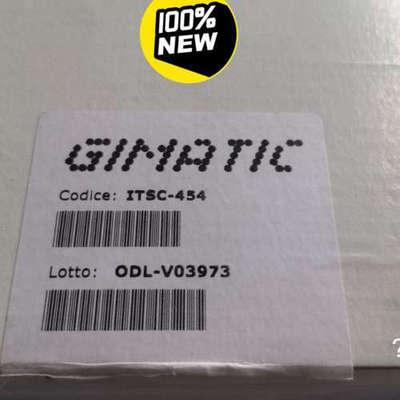 100%
NEW
GIMATIC
Codice: ITSC-454
Lotto: ODL-V03973